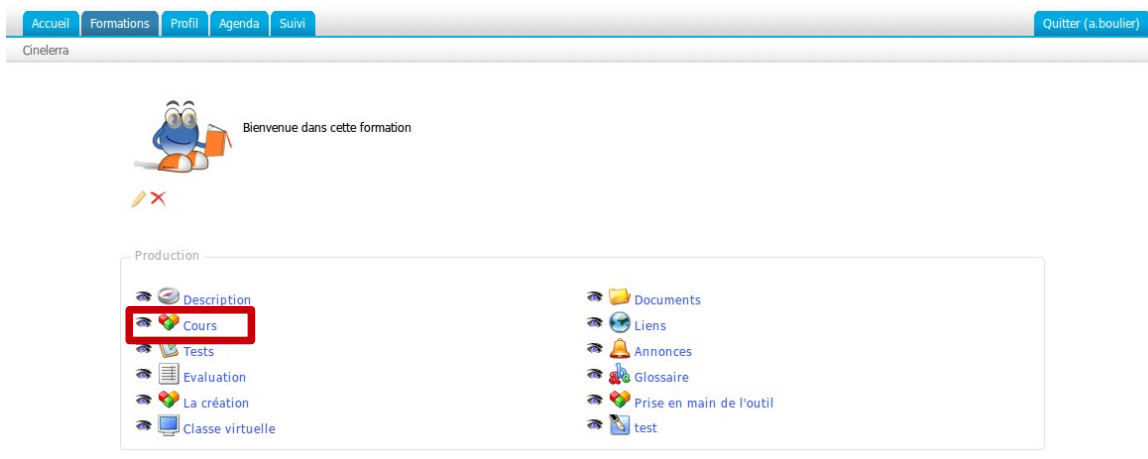 Accueil Formations Profil Agenda Suivi Quitter (a.boulier)
Cinelerra
Bienvenue dans cette formation
Production
Description Documents
Cours Liens
Tests Annonces
Evaluation Glossaire
La création Prise en main de l'outil
Classe virtuelle test